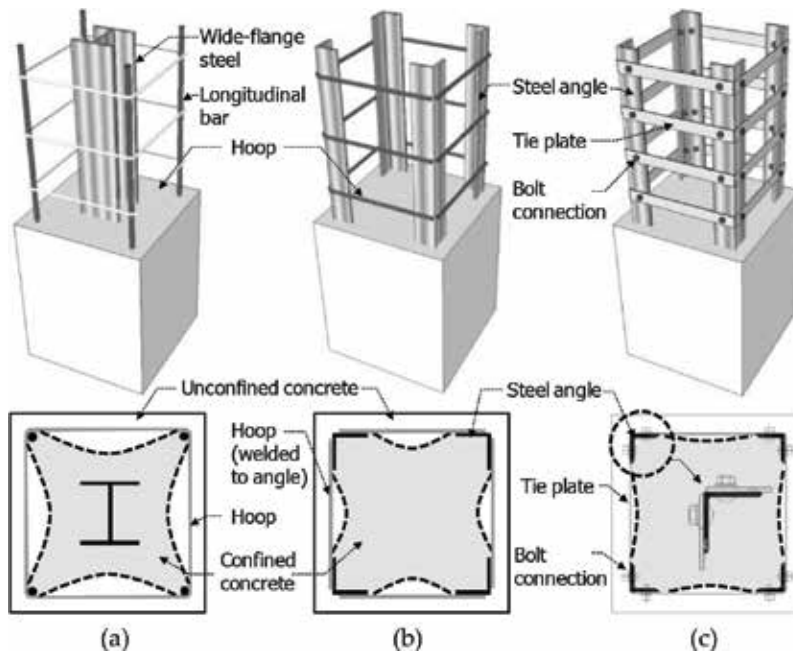 Wide-flange
steel
Longitudinal
bar
Hoop
Steel angle
Tie plate
Bolt
connection
Unconfined concrete
Steel angle
Hoop
(welded
to angle)
Tie plate
Hoop
Confined
concrete
Bolt
connection
(a)
(b)
(c)